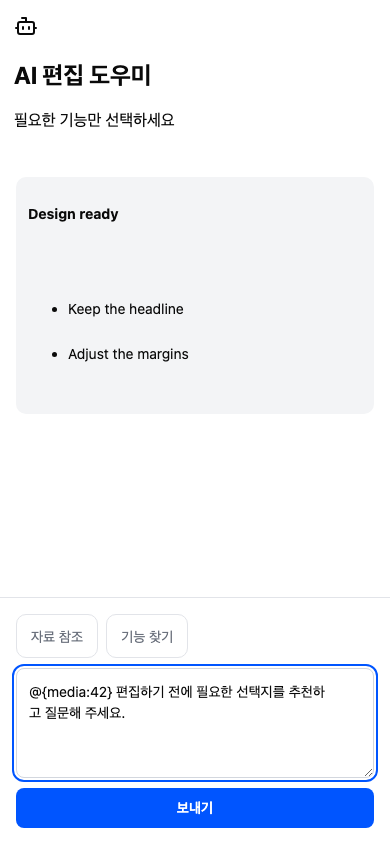 AI 편집 도우미
필요한 기능만 선택하세요
Design ready
Keep the headline
Adjust the margins
자료 참조
기능 찾기
@{media:42} 편집하기 전에 필요한 선택지를 추천하
고 질문해 주세요.
보내기